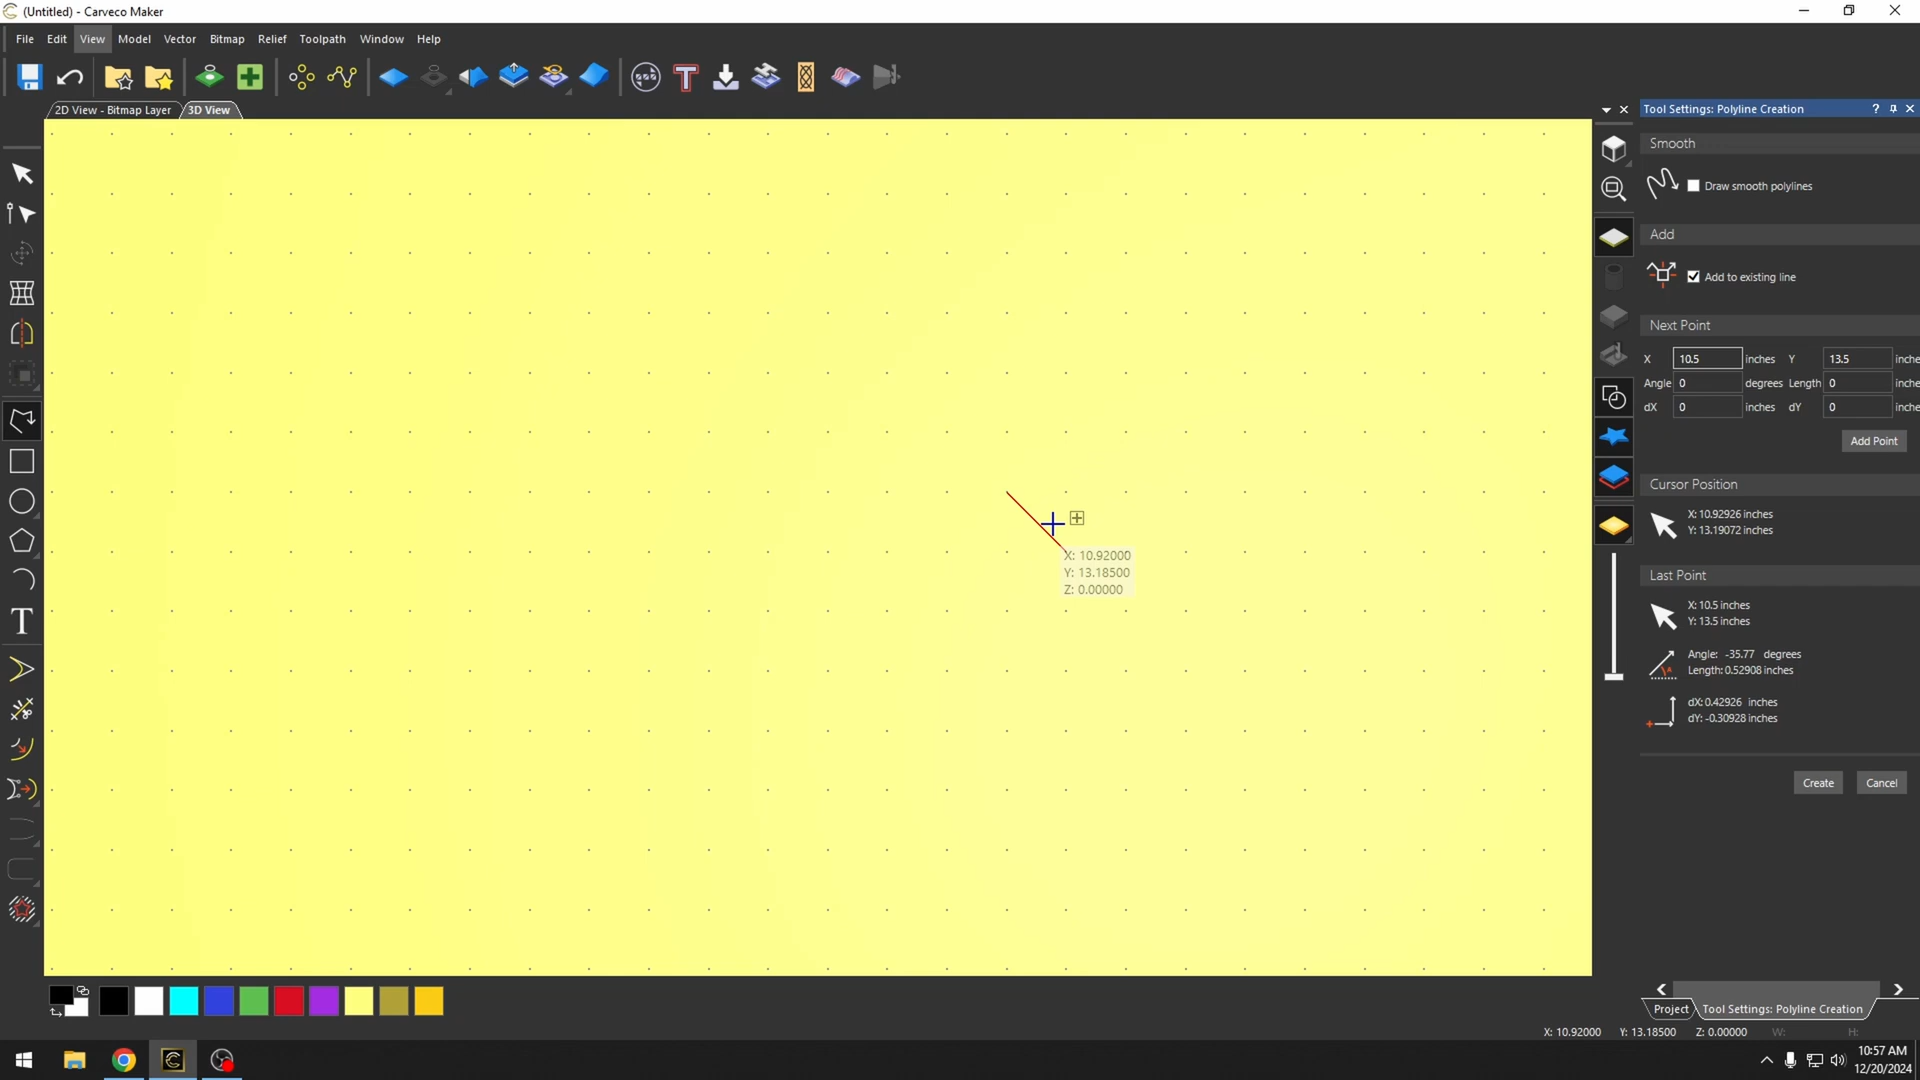 (Untitled) - Carveco Maker
File Edit View Model Vector Bitmap Relief Toolpath Window Help
2D View - Bitmap Layer 3D View
Tool Settings: Polyline Creation
Smooth
Draw smooth polylines
Add
Add to existing line
Next Point
X 10.5 inches Y 13.5 inche
Angle 0 degrees Length 0 inche
dX 0 inches dY 0 inche
Add Point
Cursor Position
X: 10.92926 inches
Y: 13.19072 inches
Last Point
X: 10.5 inches
Y: 13.5 inches
Angle: -35.77 degrees
Length: 0.52908 inches
dX: 0.42926 inches
dY: -0.30928 inches
Create Cancel
X: 10.92000
Y: 13.18500
Z: 0.00000
Project Tool Settings: Polyline Creation
X: 10.92000 Y: 13.18500 Z: 0.00000 W: H:
10:57 AM
12/20/2024